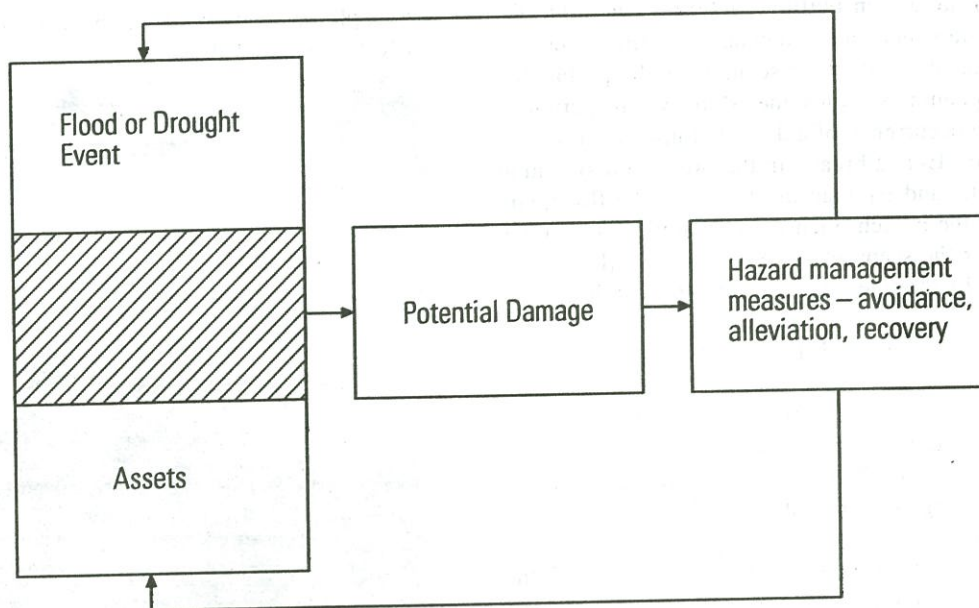 Flood or Drought
Event
Potential Damage
Hazard management
measures – avoidance,
alleviation, recovery
Assets